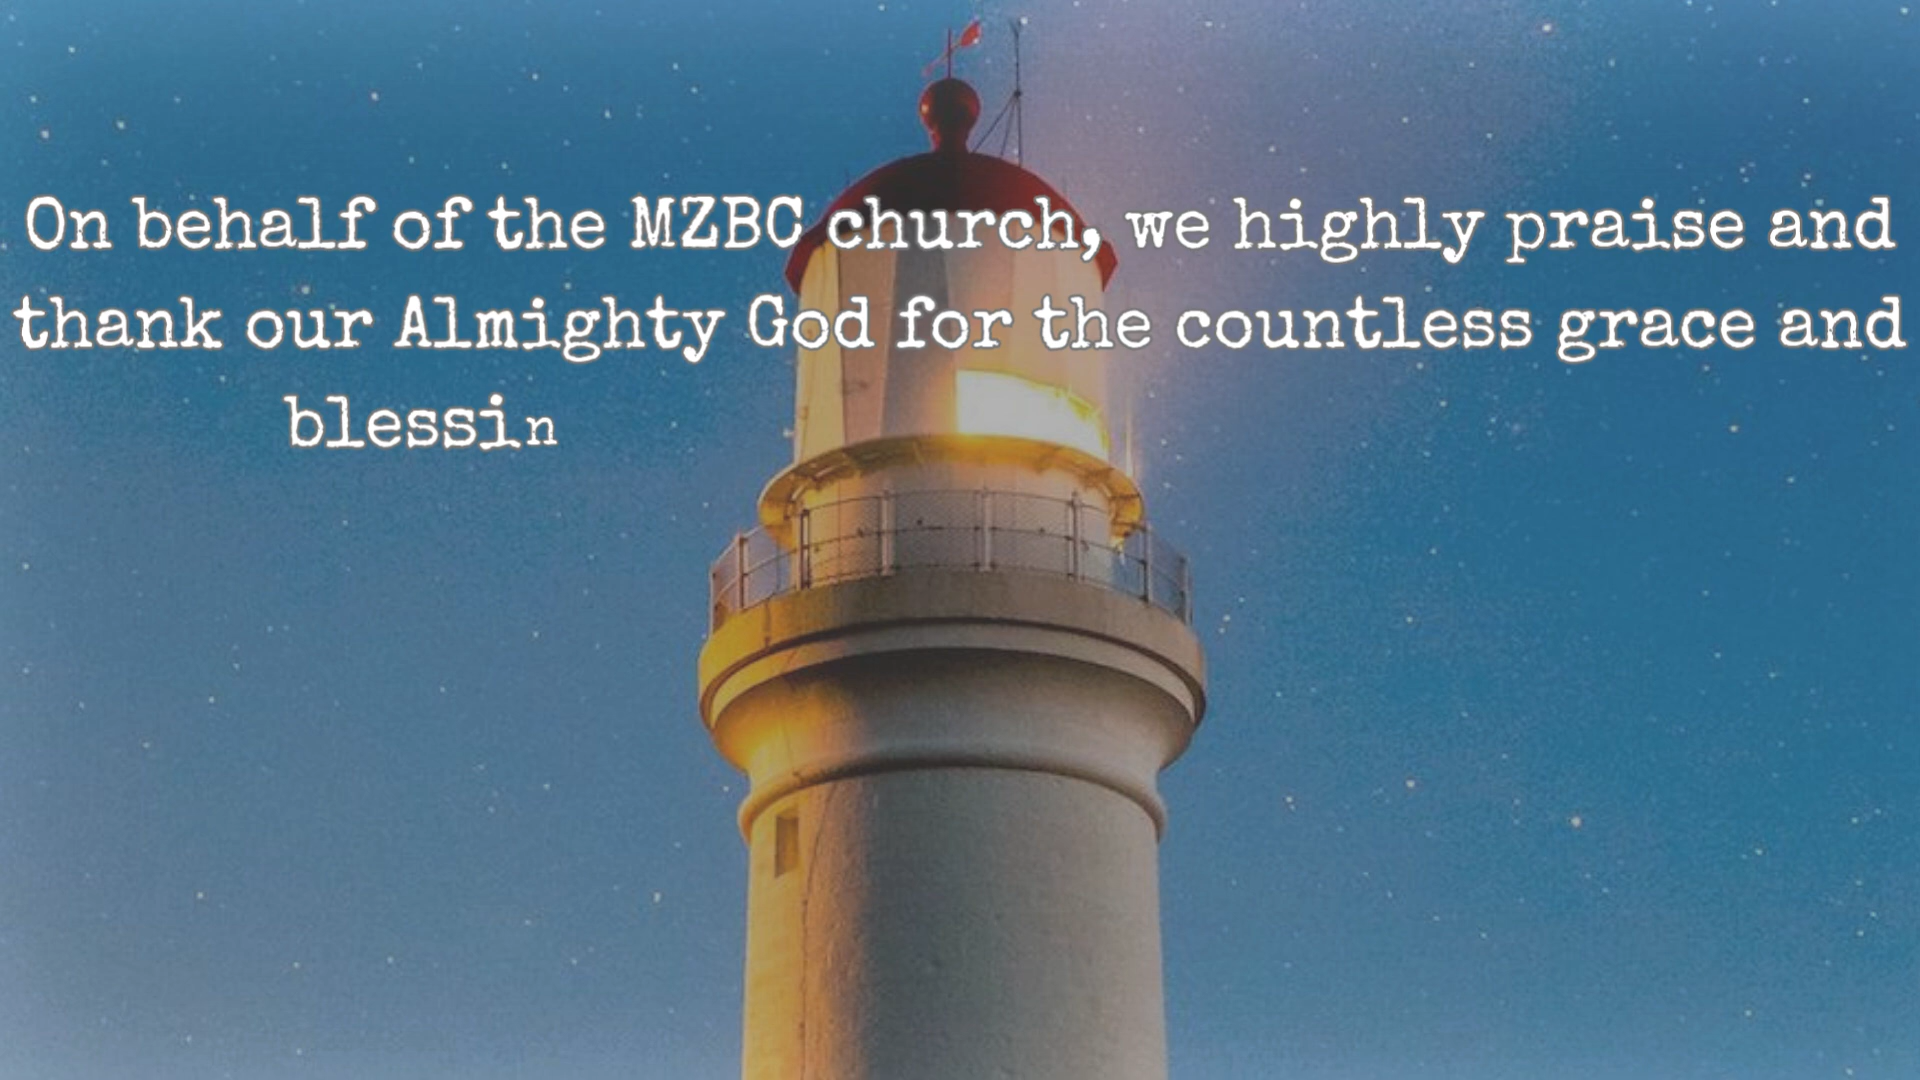 On behalf of the MZBC church, we highly praise and
thank our Almighty God for the countless grace and
blessin